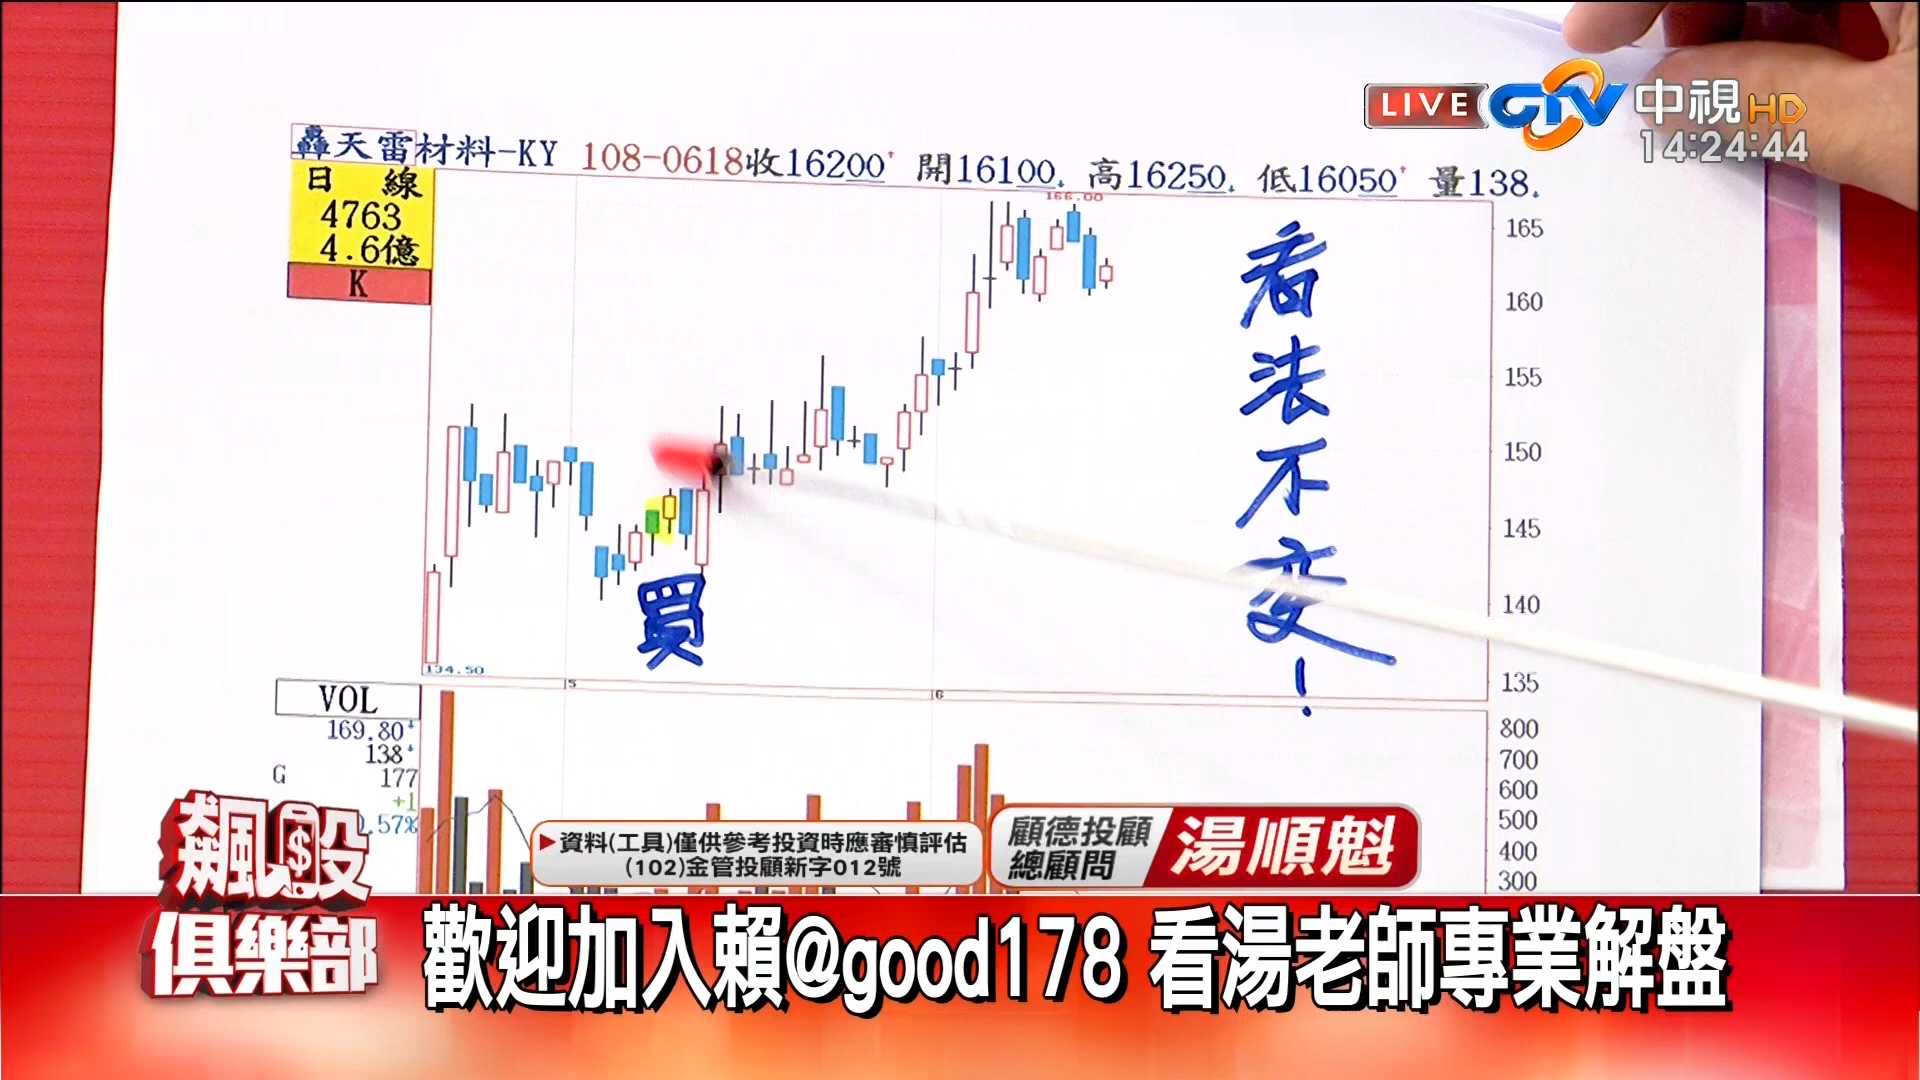 LIVE CTV 中視HD
14:24:44
轟天雷材料-KY 108-0618收16200 開16100 高16250 低16050 量138
日 線
4763
4.6億
K
166.00
165
160
155
150
145
140
135
134.50
5
6
看法不變!
買
VOL
169.80
138
G 177
+1
.57%
800
700
600
500
400
300
飆股
俱樂部
資料(工具)僅供參考投資時應審慎評估
(102)金管投顧新字012號
顧德投顧
總顧問
湯順魁
歡迎加入賴@good178 看湯老師專業解盤